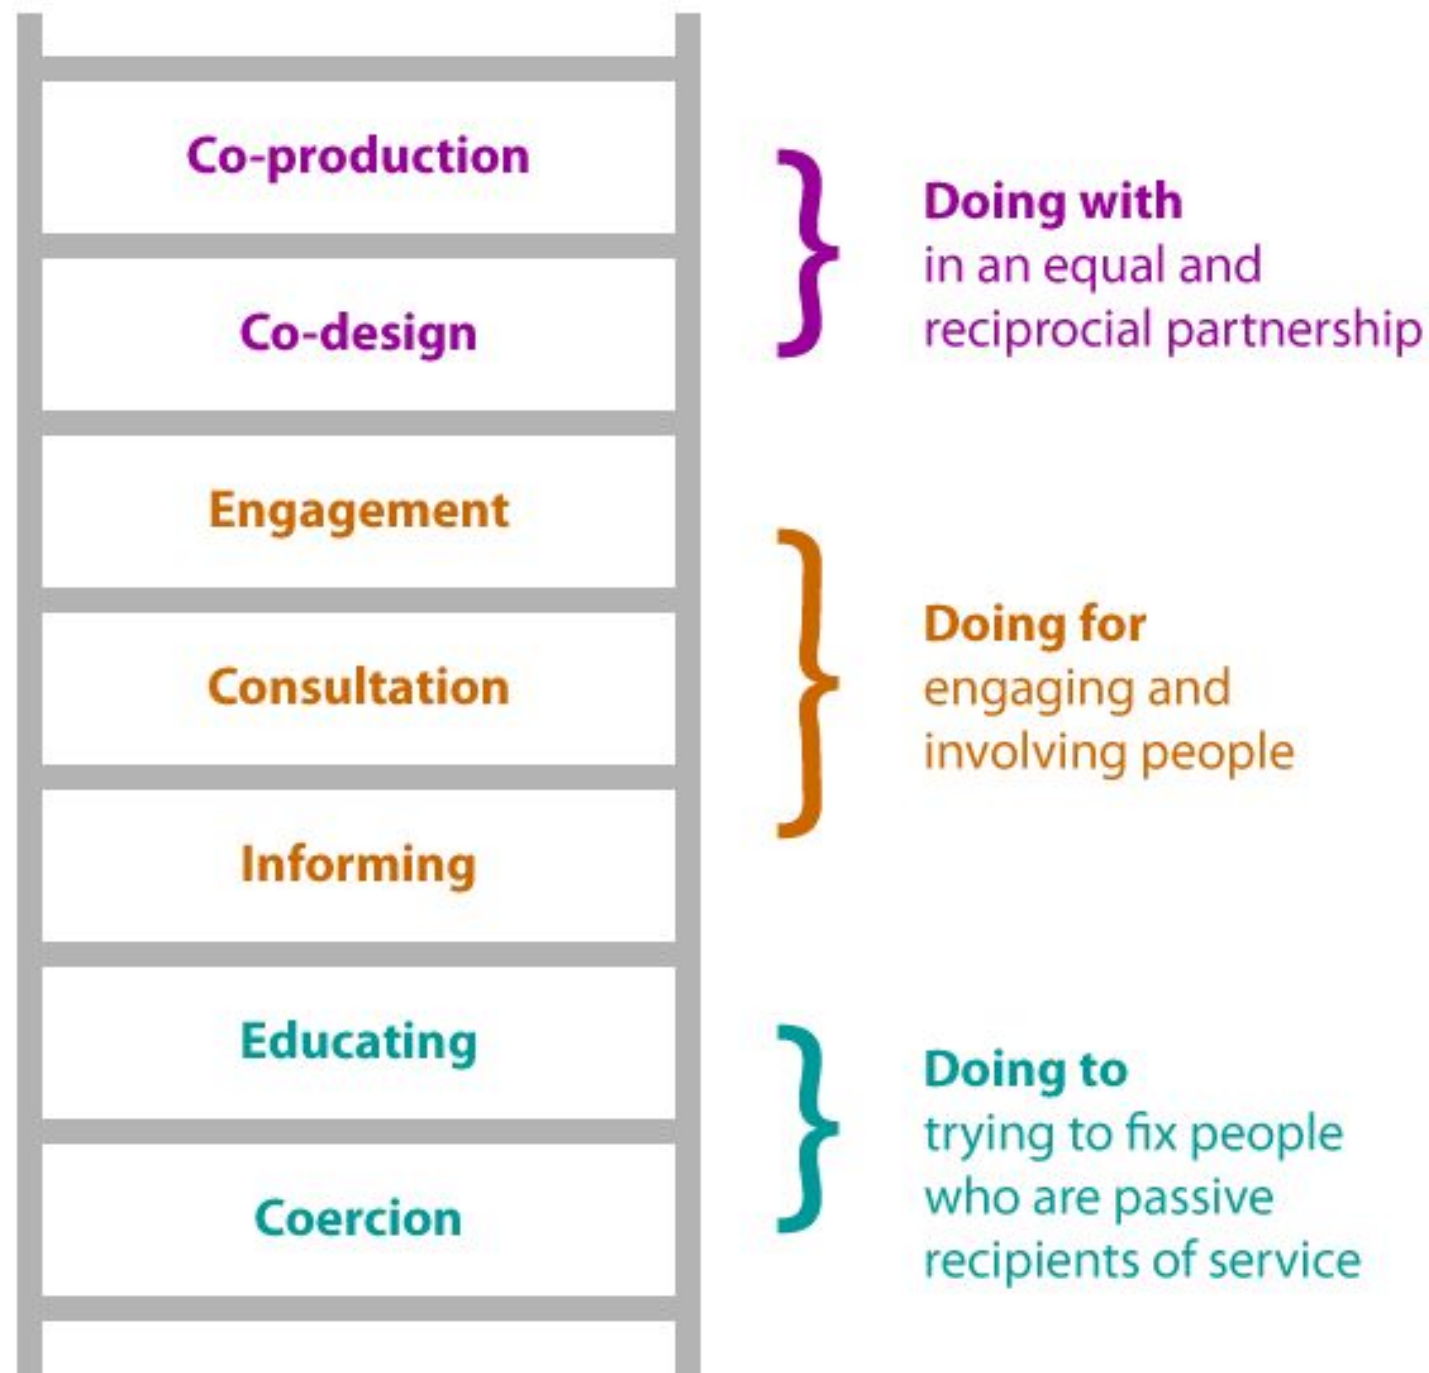 Co-production
Co-design
Doing with
in an equal and
reciprocial partnership
Engagement
Consultation
Informing
Doing for
engaging and
involving people
Educating
Coercion
Doing to
trying to fix people
who are passive
recipients of service